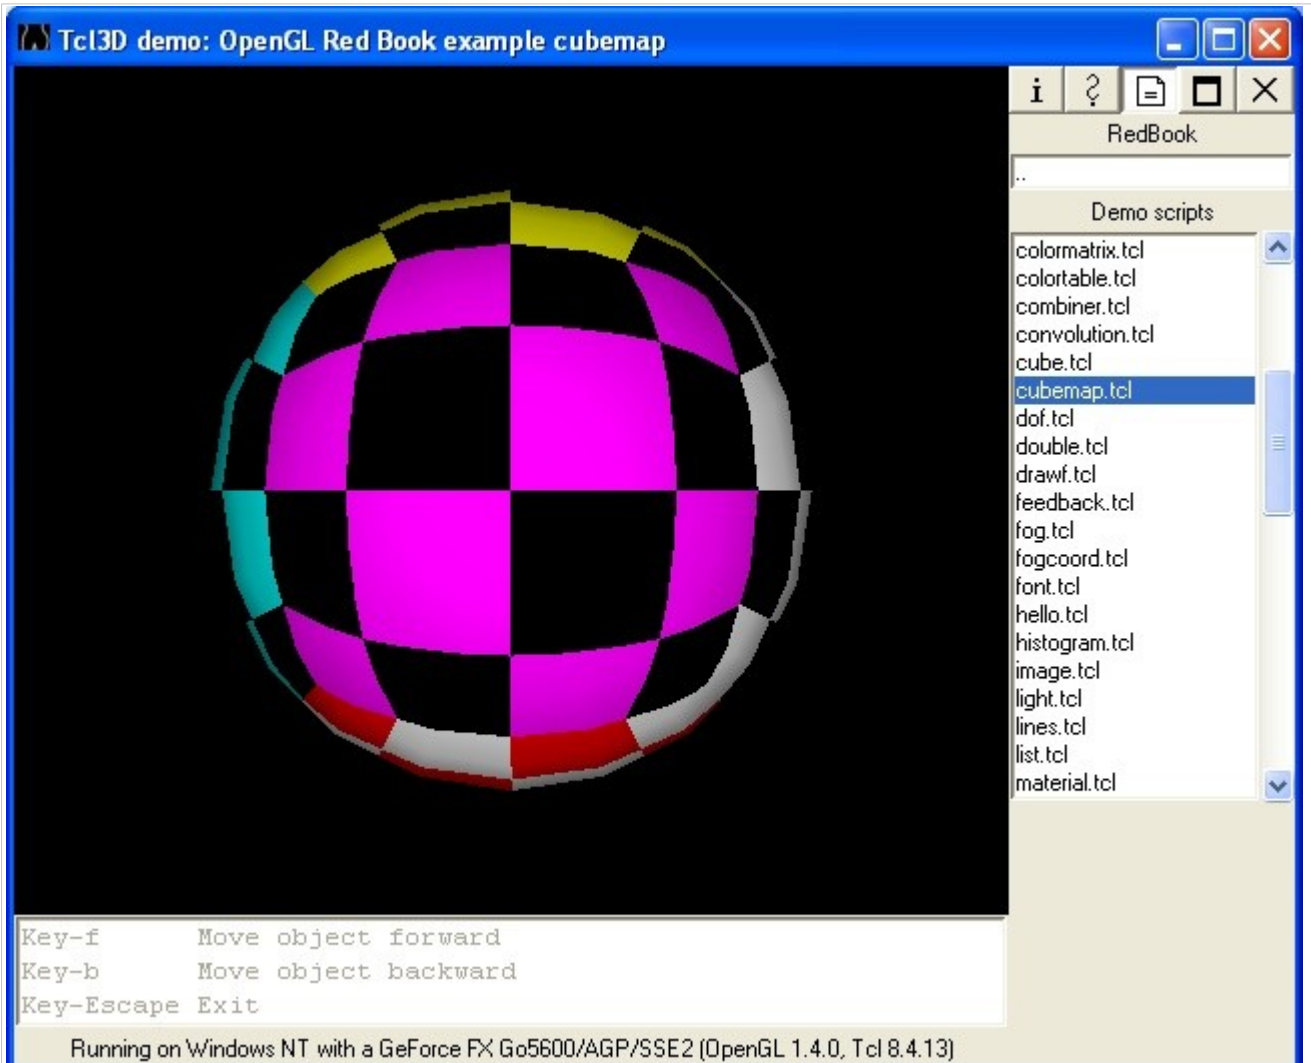 Tcl3D demo: OpenGL Red Book example cubemap
i ?
RedBook
..
Demo scripts
colormatrix.tcl
colortable.tcl
combiner.tcl
convolution.tcl
cube.tcl
cubemap.tcl
dof.tcl
double.tcl
drawf.tcl
feedback.tcl
fog.tcl
fogcoord.tcl
font.tcl
hello.tcl
histogram.tcl
image.tcl
light.tcl
lines.tcl
list.tcl
material.tcl
Key-f Move object forward
Key-b Move object backward
Key-Escape Exit
Running on Windows NT with a GeForce FX Go5600/AGP/SSE2 (OpenGL 1.4.0, Tcl 8.4.13)